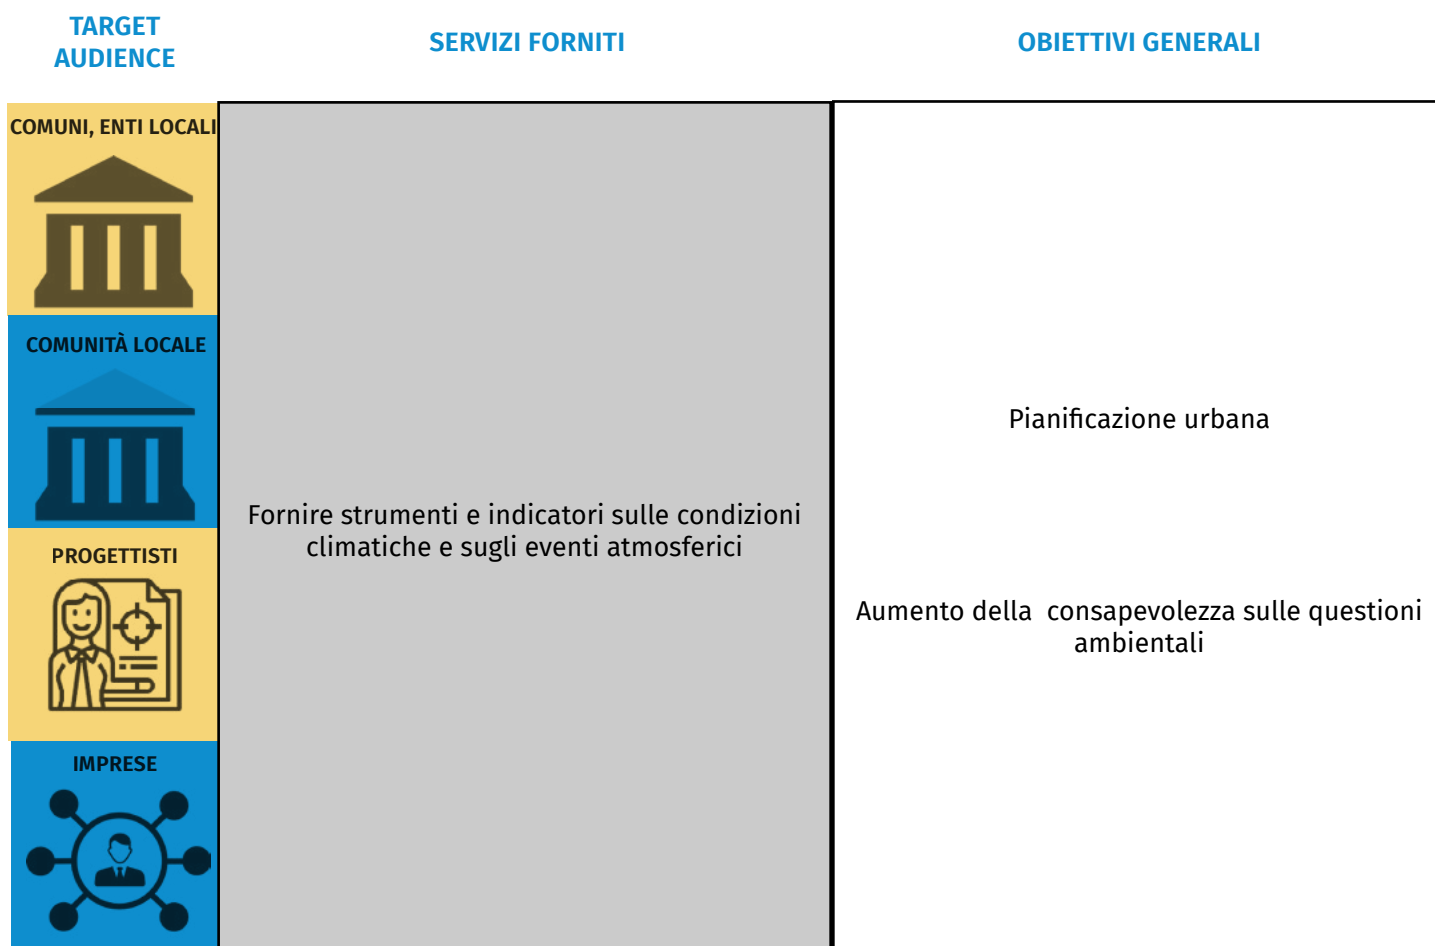 TARGET
AUDIENCE
SERVIZI FORNITI
OBIETTIVI GENERALI
COMUNI, ENTI LOCALI
COMUNITÀ LOCALE
PROGETTISTI
IMPRESE
Fornire strumenti e indicatori sulle condizioni
climatiche e sugli eventi atmosferici
Pianificazione urbana
Aumento della  consapevolezza sulle questioni
ambientali